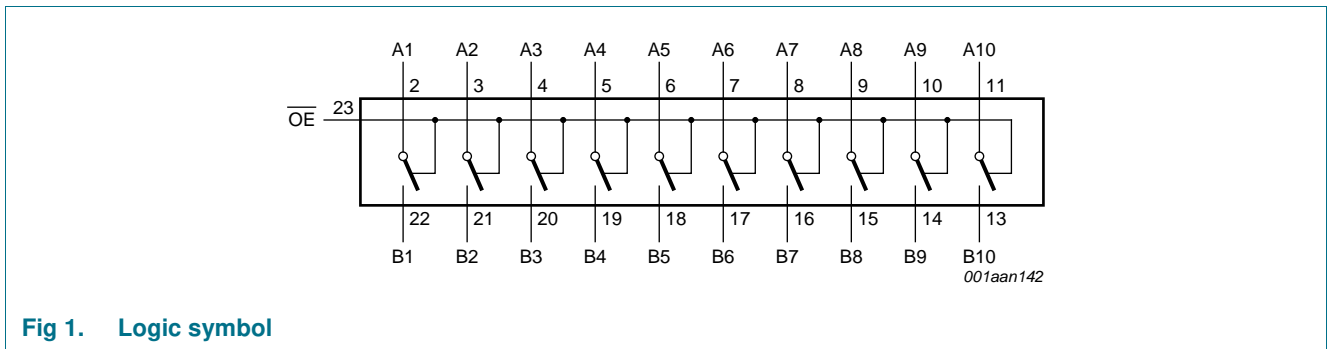 A1 A2 A3 A4 A5 A6 A7 A8 A9 A10
2 3 4 5 6 7 8 9 10 11
23
OE
22 21 20 19 18 17 16 15 14 13
B1 B2 B3 B4 B5 B6 B7 B8 B9 B10
001aan142
Fig 1. Logic symbol